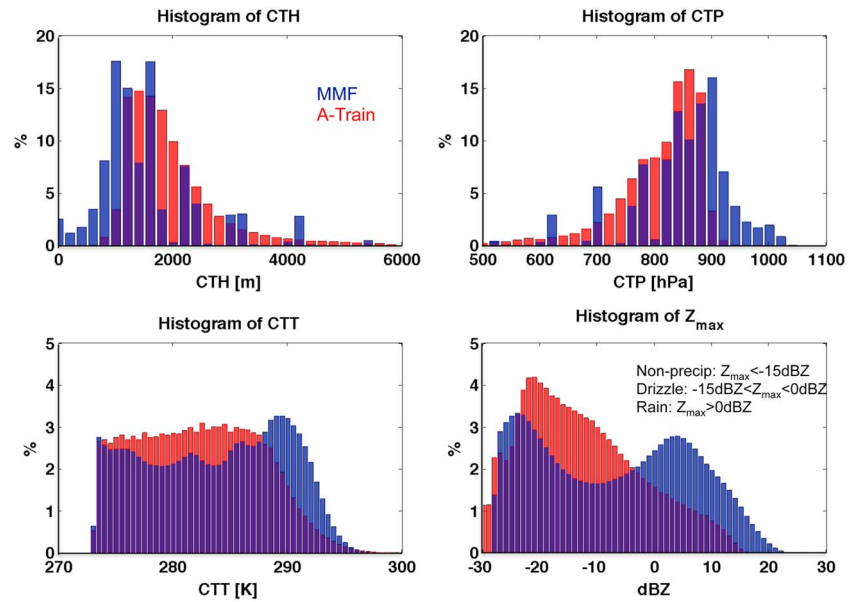 Histogram of CTH
20
15
10
5
0
%
MMF
A-Train
0 2000 4000 6000
CTH [m]
Histogram of CTP
20
15
10
5
0
%
500 600 700 800 900 1000 1100
CTP [hPa]
Histogram of CTT
5
4
3
2
1
0
%
270 280 290 300
CTT [K]
Histogram of Zmax
5
4
3
2
1
0
%
Non-precip: Zmax<-15dBZ
Drizzle: -15dBZ<Zmax<0dBZ
Rain: Zmax>0dBZ
-30 -20 -10 0 10 20 30
dBZ